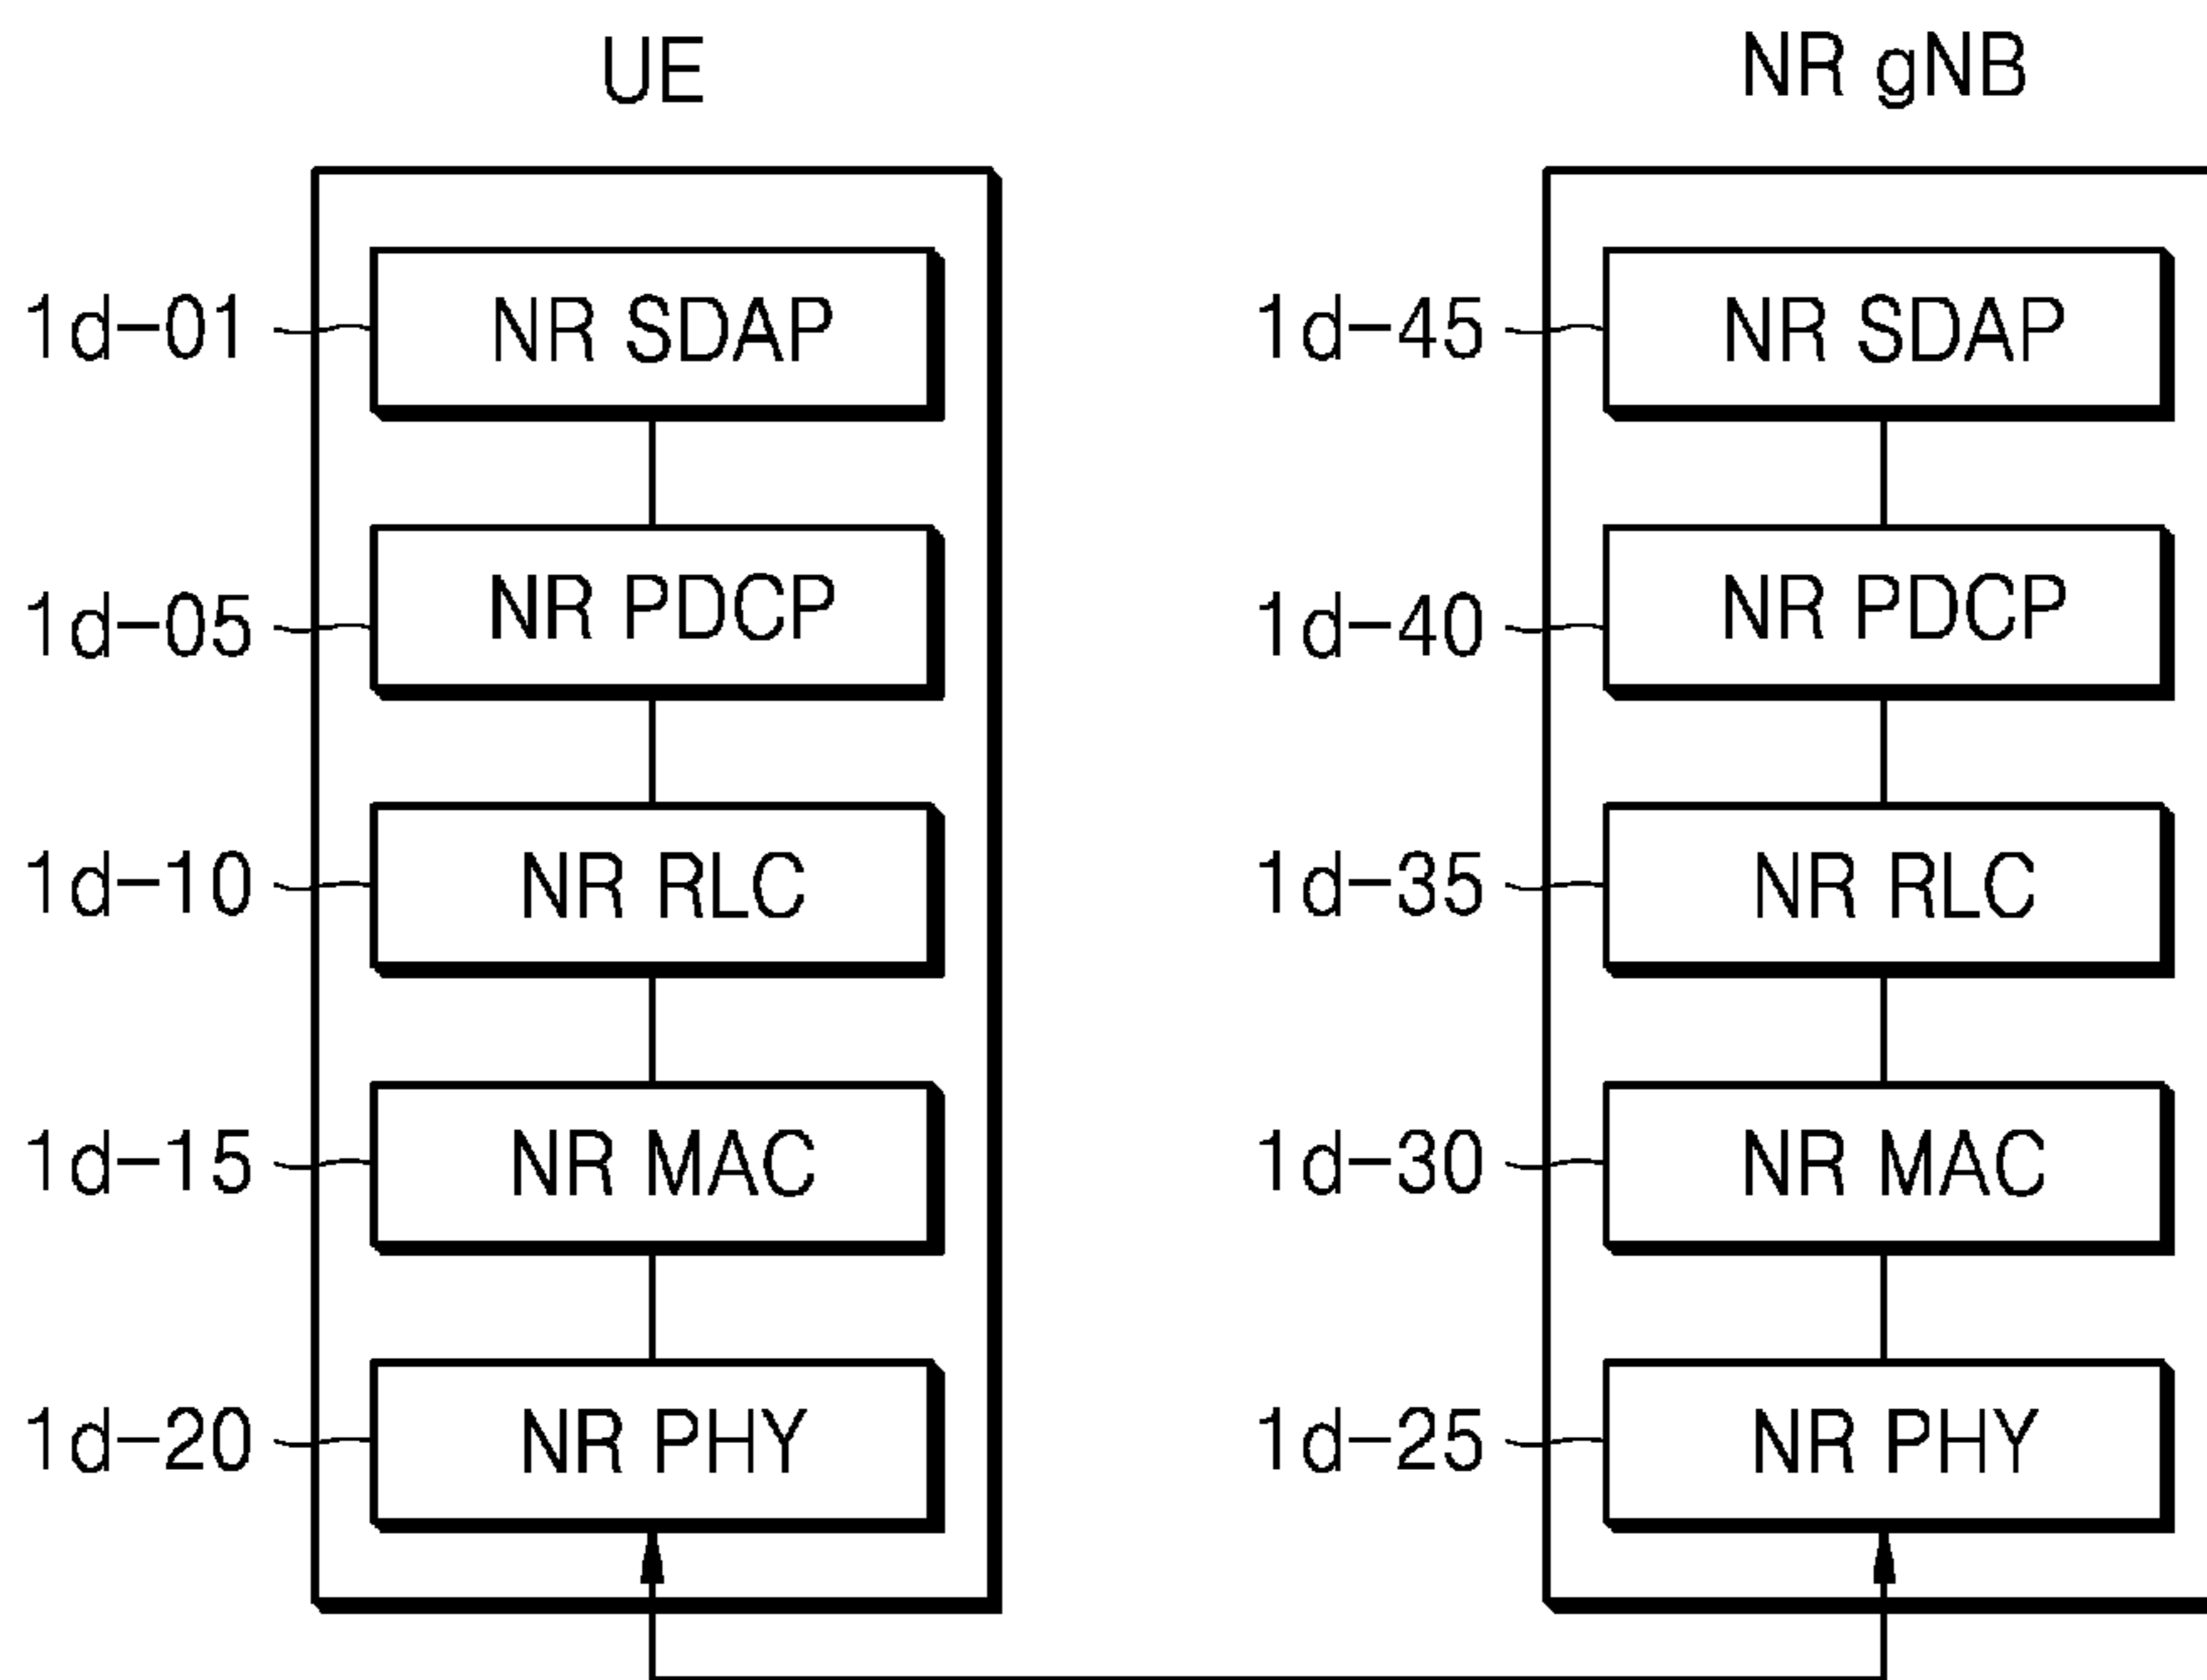 UE
NR gNB
1d-01
NR SDAP
1d-45
NR SDAP
1d-05
NR PDCP
1d-40
NR PDCP
1d-10
NR RLC
1d-35
NR RLC
1d-15
NR MAC
1d-30
NR MAC
1d-20
NR PHY
1d-25
NR PHY